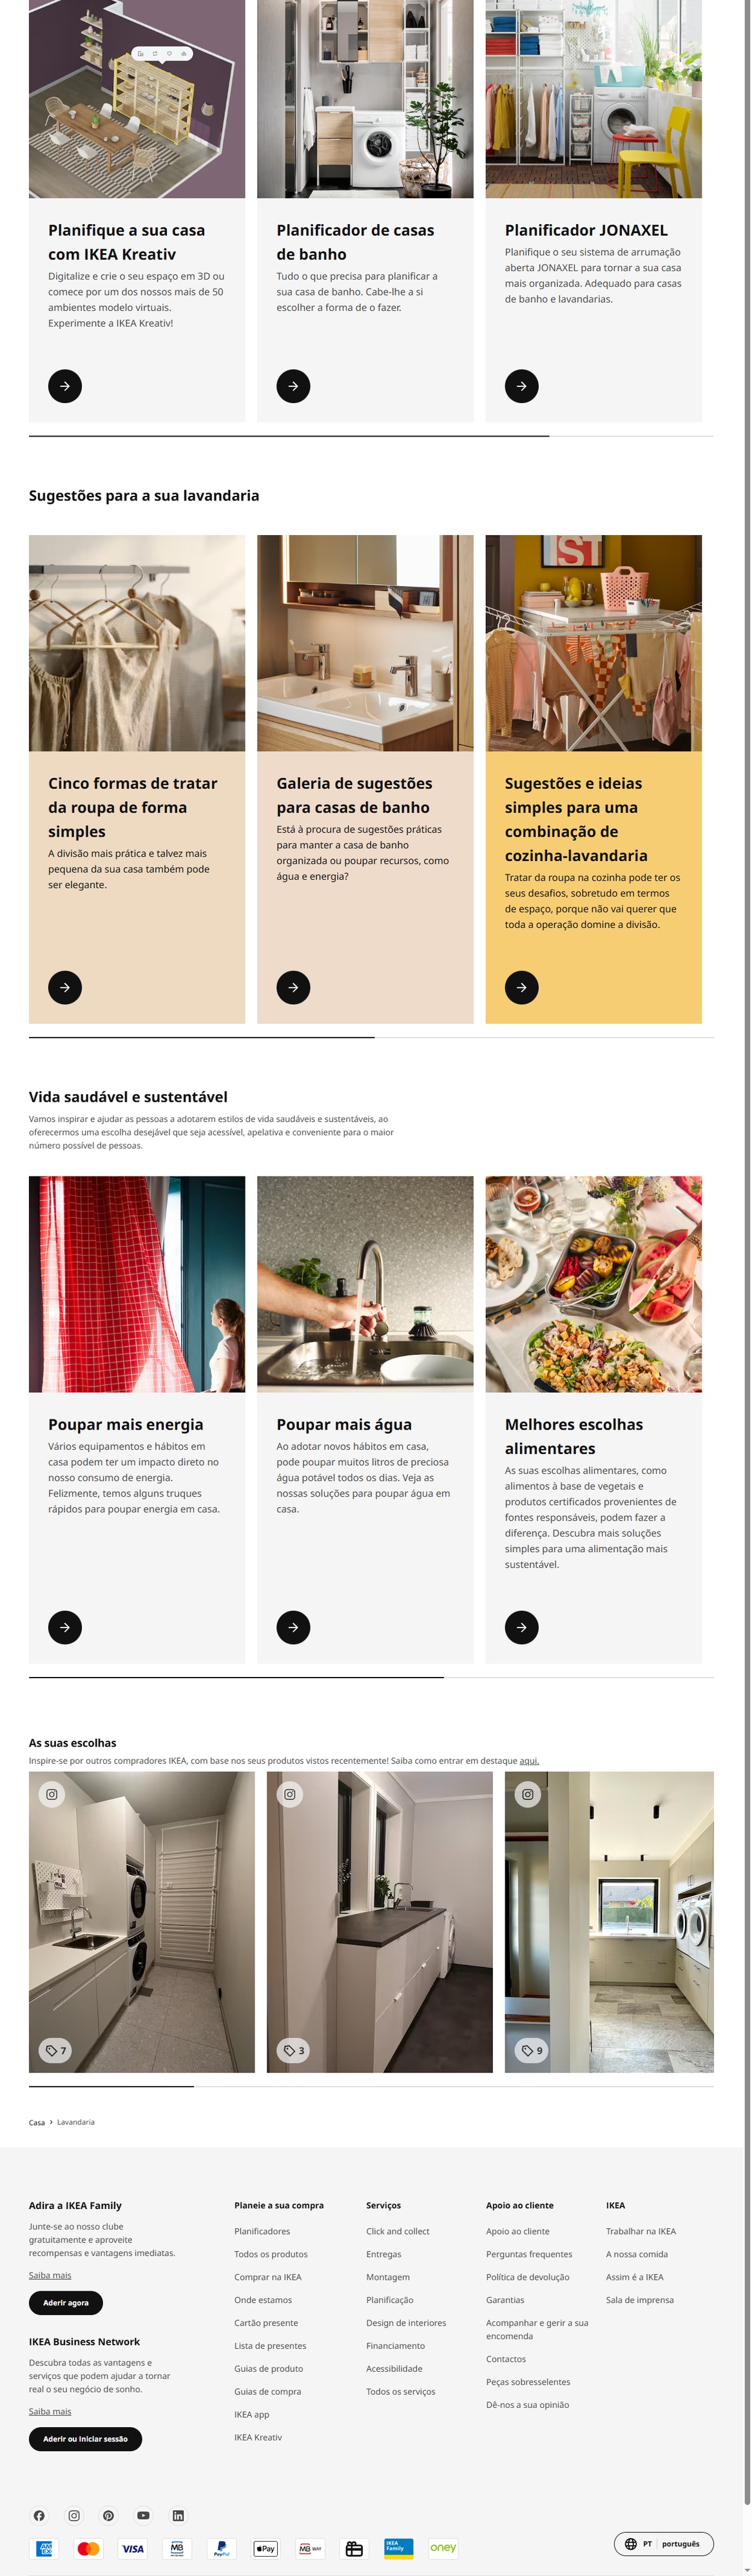 Planifique a sua casa
com IKEA Kreativ
Digitalize e crie o seu espaço em 3D ou
comece por um dos nossos mais de 50
ambientes modelo virtuais.
Experimente a IKEA Kreativ!
Planificador de casas
de banho
Tudo o que precisa para planificar a
sua casa de banho. Cabe-lhe a si
escolher a forma de o fazer.
Planificador JONAXEL
Planifique o seu sistema de arrumação
aberta JONAXEL para tornar a sua casa
mais organizada. Adequado para casas
de banho e lavandarias.
Sugestões para a sua lavandaria
Cinco formas de tratar
da roupa de forma
simples
A divisão mais prática e talvez mais
pequena da sua casa também pode
ser elegante.
Galeria de sugestões
para casas de banho
Está à procura de sugestões práticas
para manter a casa de banho
organizada ou poupar recursos, como
água e energia?
Sugestões e ideias
simples para uma
combinação de
cozinha-lavandaria
Tratar da roupa na cozinha pode ter os
seus desafios, sobretudo em termos
de espaço, porque não vai querer que
toda a operação domine a divisão.
Vida saudável e sustentável
Vamos inspirar e ajudar as pessoas a adotarem estilos de vida saudáveis e sustentáveis, ao
oferecermos uma escolha desejável que seja acessível, apelativa e conveniente para o maior
número possível de pessoas.
Poupar mais energia
Vários equipamentos e hábitos em
casa podem ter um impacto direto no
nosso consumo de energia.
Felizmente, temos alguns truques
rápidos para poupar energia em casa.
Poupar mais água
Ao adotar novos hábitos em casa,
pode poupar muitos litros de preciosa
água potável todos os dias. Veja as
nossas soluções para poupar água em
casa.
Melhores escolhas
alimentares
As suas escolhas alimentares, como
alimentos à base de vegetais e
produtos certificados provenientes de
fontes responsáveis, podem fazer a
diferença. Descubra mais soluções
simples para uma alimentação mais
sustentável.
As suas escolhas
Inspire-se por outros compradores IKEA, com base nos seus produtos vistos recentemente! Saiba como entrar em destaque aqui.
7
3
9
Casa › Lavandaria
Adira a IKEA Family
Junte-se ao nosso clube
gratuitamente e aproveite
recompensas e vantagens imediatas.
Saiba mais
Aderir agora
IKEA Business Network
Descubra todas as vantagens e
serviços que podem ajudar a tornar
real o seu negócio de sonho.
Saiba mais
Aderir ou Iniciar sessão
Planeie a sua compra
Planificadores
Todos os produtos
Comprar na IKEA
Onde estamos
Cartão presente
Lista de presentes
Guias de produto
Guias de compra
IKEA app
IKEA Kreativ
Serviços
Click and collect
Entregas
Montagem
Planificação
Design de interiores
Financiamento
Acessibilidade
Todos os serviços
Apoio ao cliente
Apoio ao cliente
Perguntas frequentes
Política de devolução
Garantias
Acompanhar e gerir a sua
encomenda
Contactos
Peças sobresselentes
Dê-nos a sua opinião
IKEA
Trabalhar na IKEA
A nossa comida
Assim é a IKEA
Sala de imprensa
AM EX
VISA
MB
PayPal
Pay
MB WAY
IKEA Family
oney
PT português